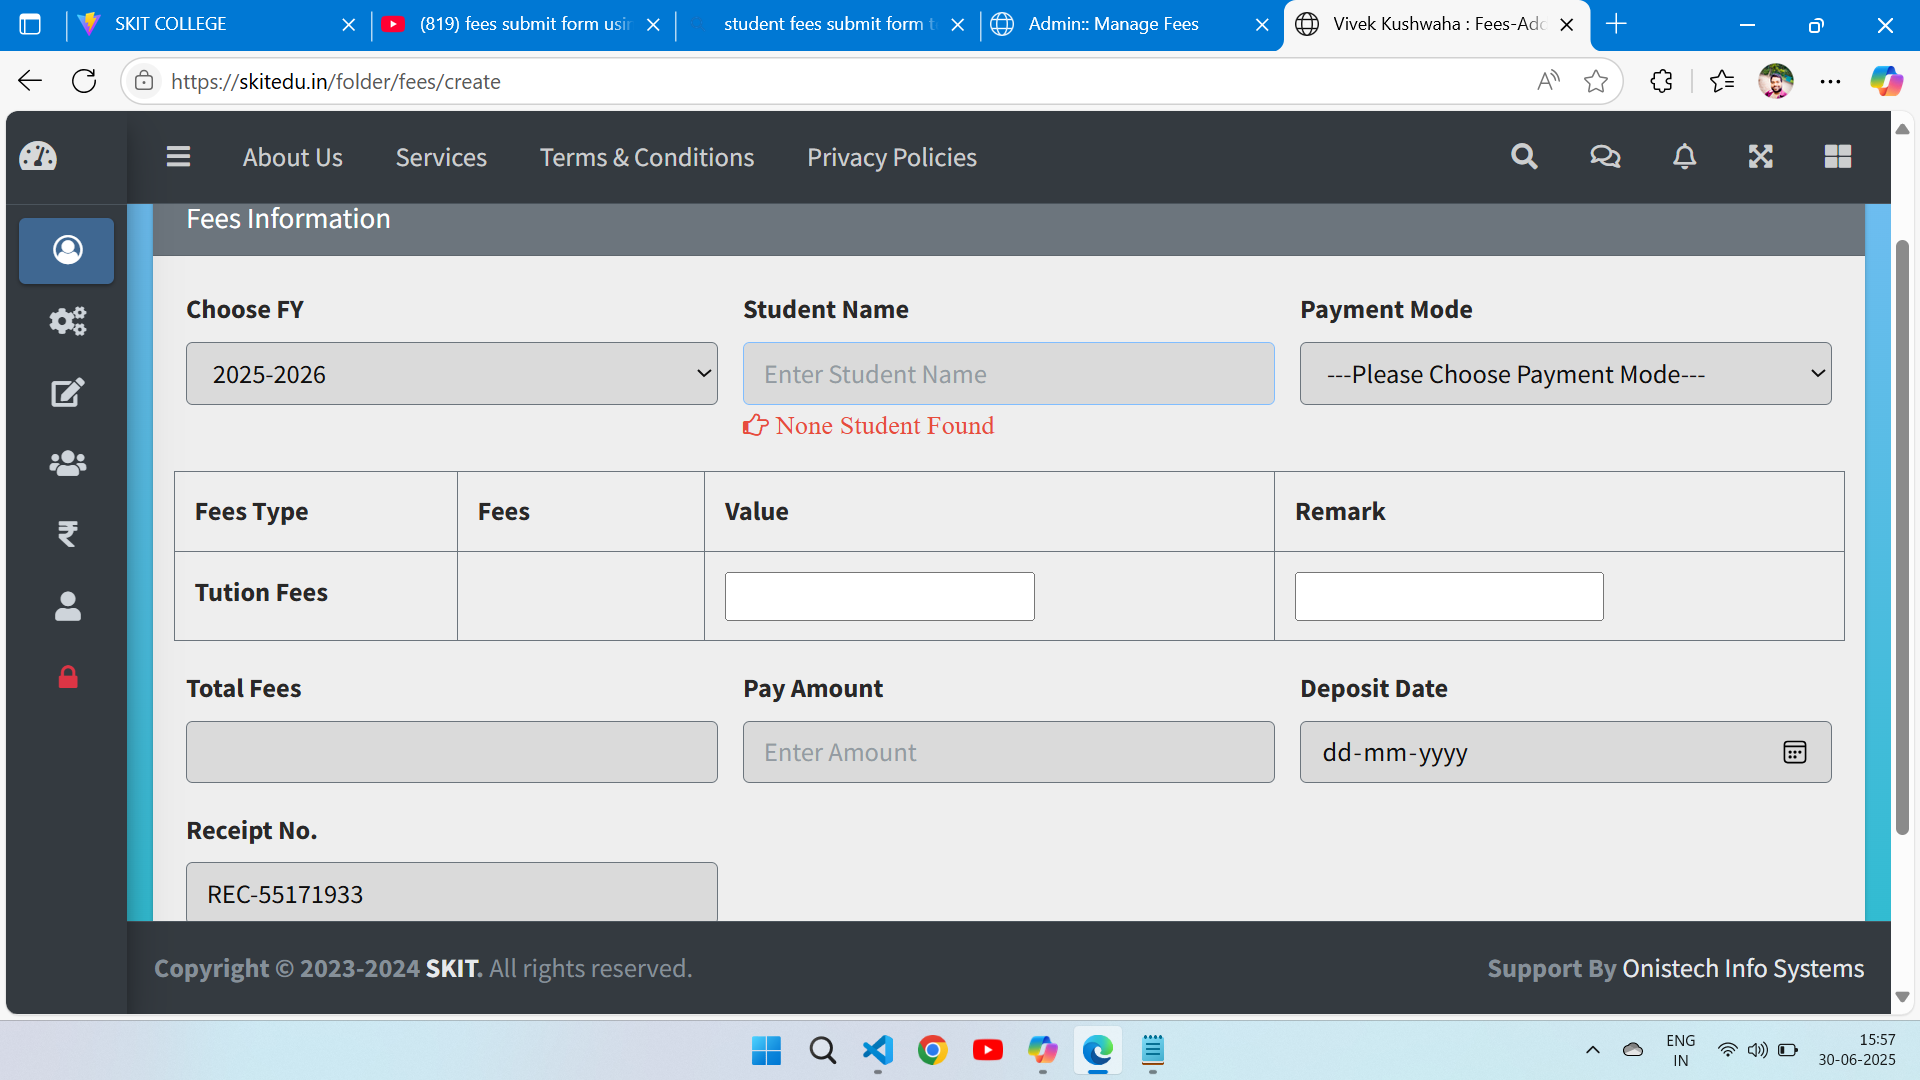 SKIT COLLEGE
(819) fees submit form usin
student fees submit form t
Admin:: Manage Fees
Vivek Kushwaha : Fees-Add
https://skitedu.in/folder/fees/create
About Us
Services
Terms & Conditions
Privacy Policies
Fees Information
Choose FY
Student Name
Payment Mode
2025-2026
Enter Student Name
---Please Choose Payment Mode---
None Student Found
Fees Type
Fees
Value
Remark
Tution Fees
Total Fees
Pay Amount
Deposit Date
Enter Amount
dd-mm-yyyy
Receipt No.
REC-55171933
Copyright © 2023-2024 SKIT. All rights reserved.
Support By Onistech Info Systems
ENG
IN
15:57
30-06-2025